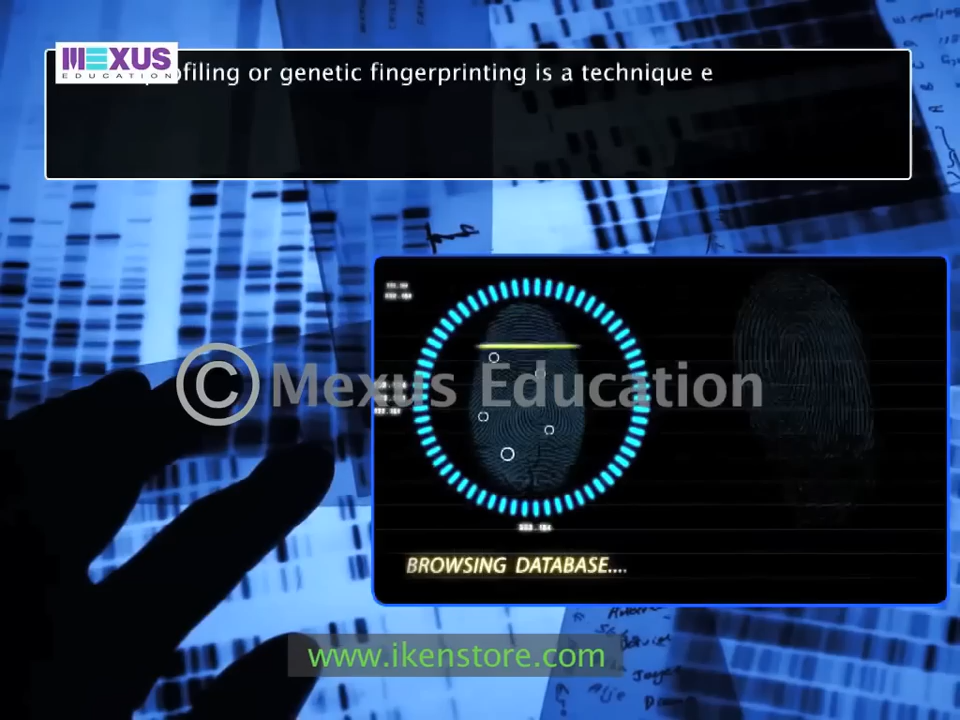 MEXUS
EDUCATION
filing or genetic fingerprinting is a technique e
© Mexus Education
BROWSING DATABASE....
www.ikenstore.com